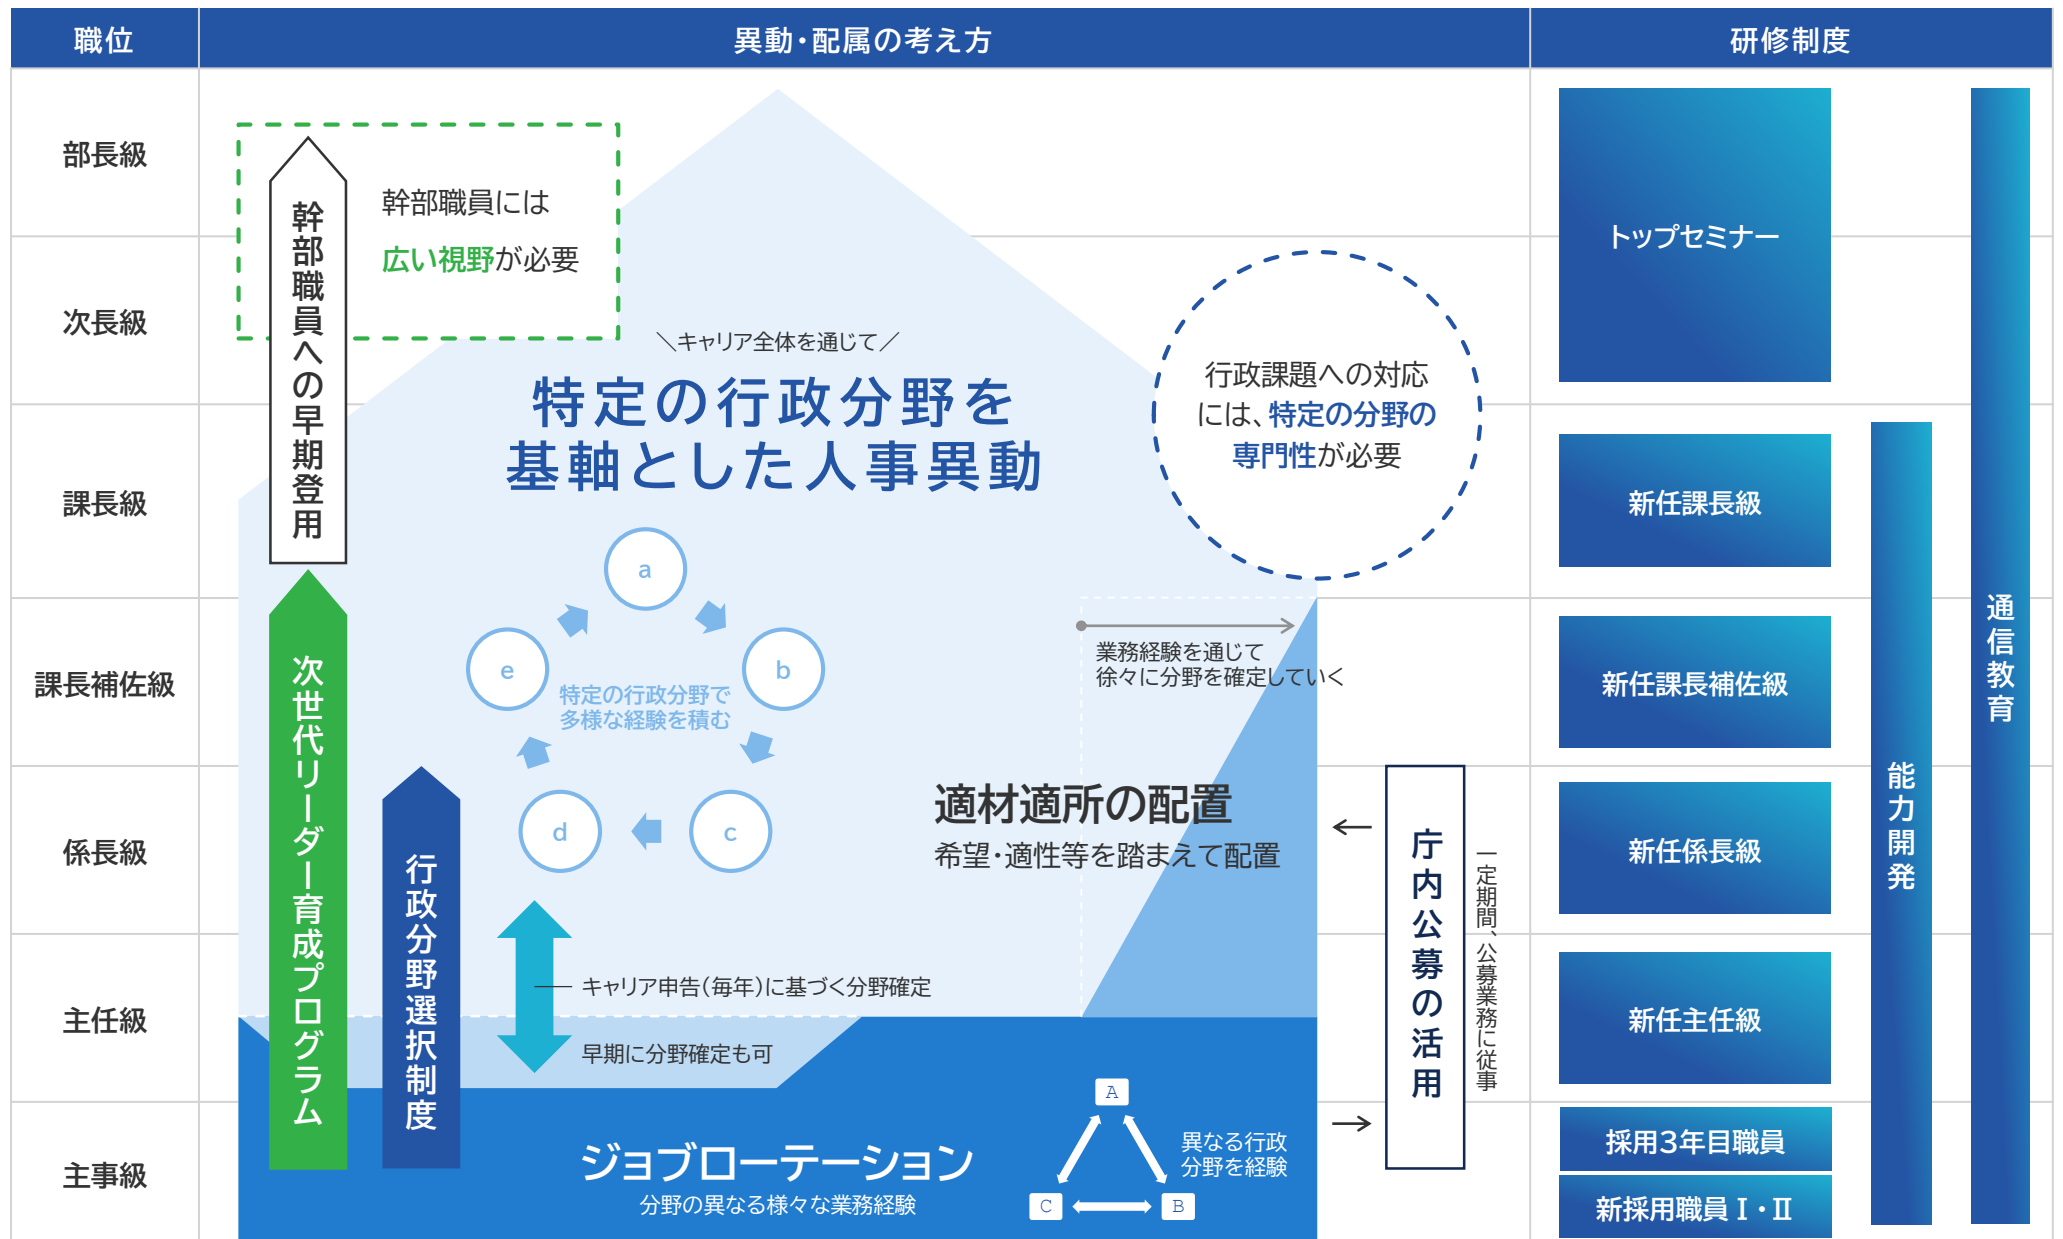 職位
異動・配属の考え方
研修制度
部長級
次長級
課長級
課長補佐級
係長級
主任級
主事級
幹部職員への早期登用
幹部職員には
広い視野が必要
次世代リーダー育成プログラム
行政分野選択制度
＼キャリア全体を通じて／
特定の行政分野を
基軸とした人事異動
行政課題への対応
には、特定の分野の
専門性が必要
a
b
c
d
e
特定の行政分野で
多様な経験を積む
業務経験を通じて
徐々に分野を確定していく
適材適所の配置
希望・適性等を踏まえて配置
キャリア申告（毎年）に基づく分野確定
早期に分野確定も可
ジョブローテーション
分野の異なる様々な業務経験
A
B
C
異なる行政
分野を経験
庁内公募の活用
一定期間、公募業務に従事
トップセミナー
新任課長級
新任課長補佐級
新任係長級
新任主任級
採用3年目職員
新採用職員Ⅰ・Ⅱ
能力開発
通信教育